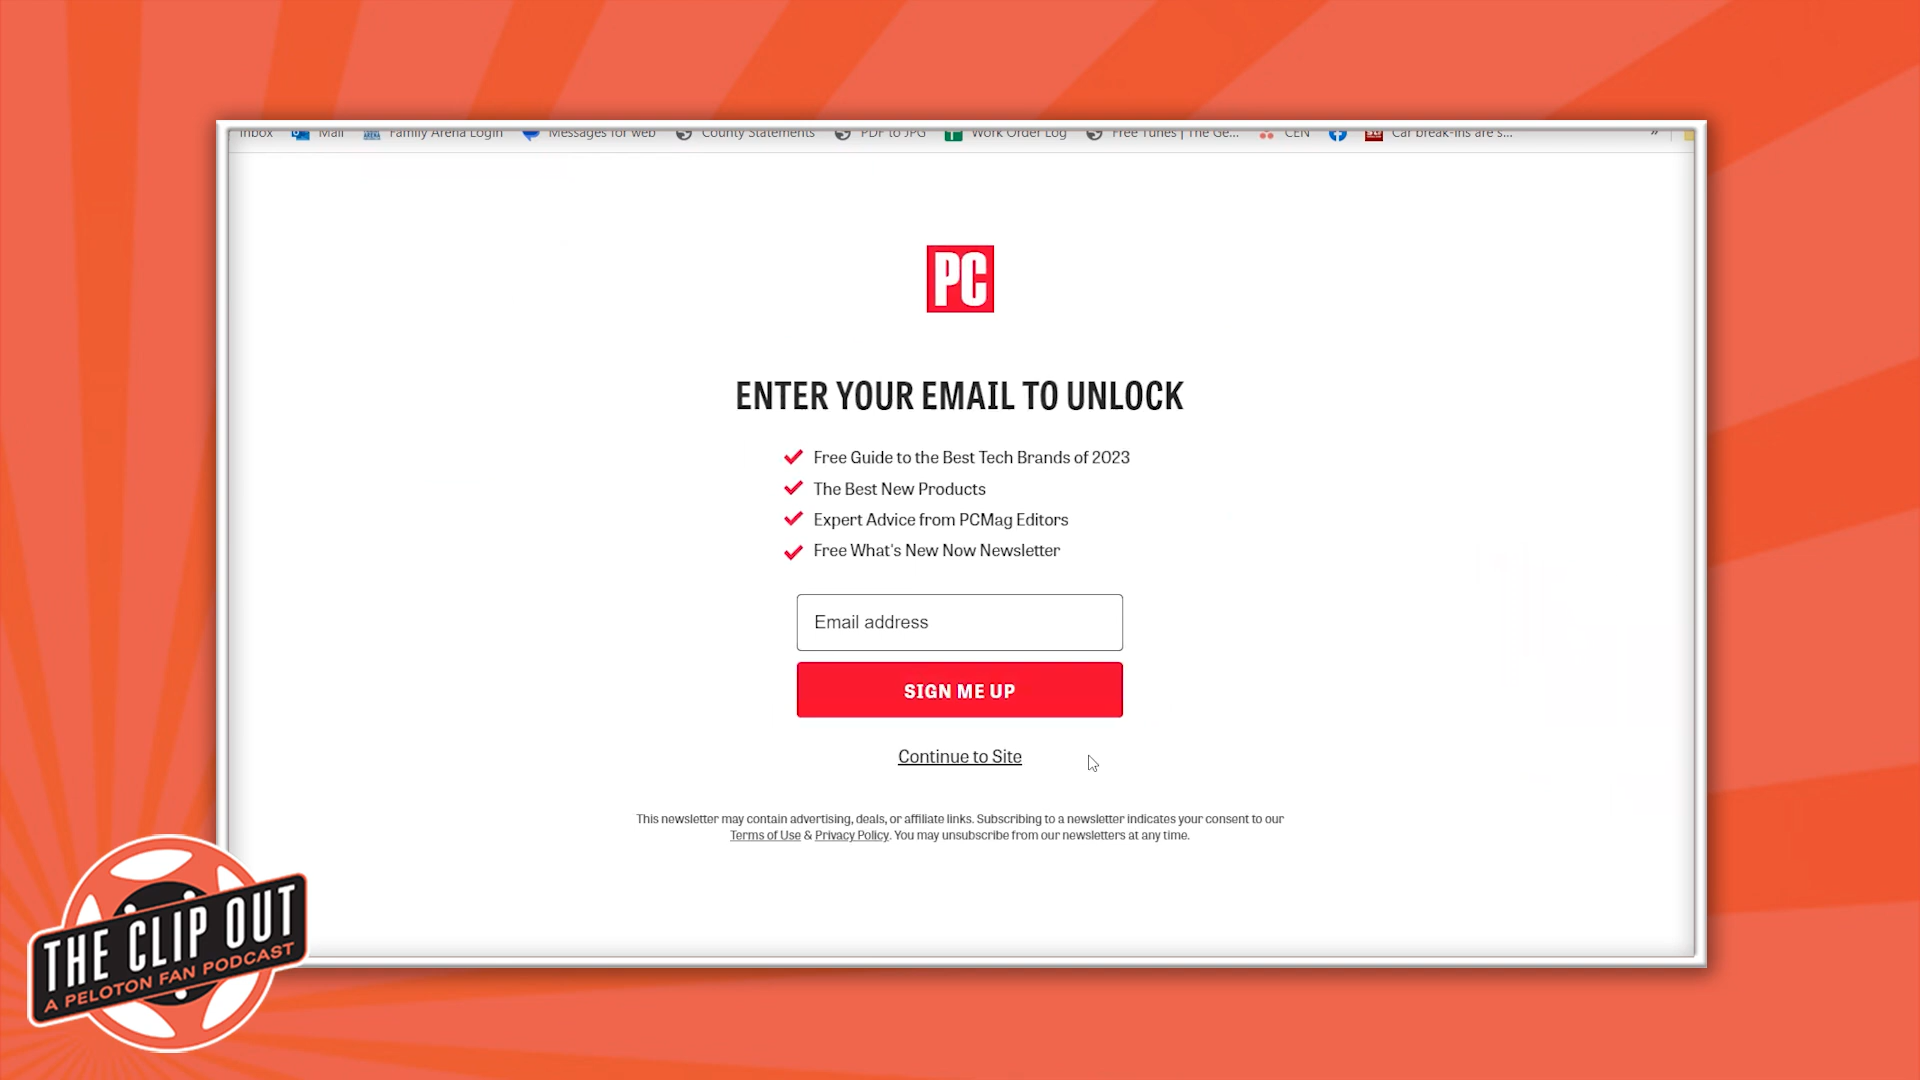 Inbox Mail Family Arena Login Messages for web County Statements PDF to JPG Work Order Log Free Tunes | The Ge... CEN Car break-ins are s... »
PC
ENTER YOUR EMAIL TO UNLOCK
Free Guide to the Best Tech Brands of 2023
The Best New Products
Expert Advice from PCMag Editors
Free What's New Now Newsletter
Email address
SIGN ME UP
Continue to Site
This newsletter may contain advertising, deals, or affiliate links. Subscribing to a newsletter indicates your consent to our
Terms of Use & Privacy Policy. You may unsubscribe from our newsletters at any time.
THE CLIP OUT
A PELOTON FAN PODCAST